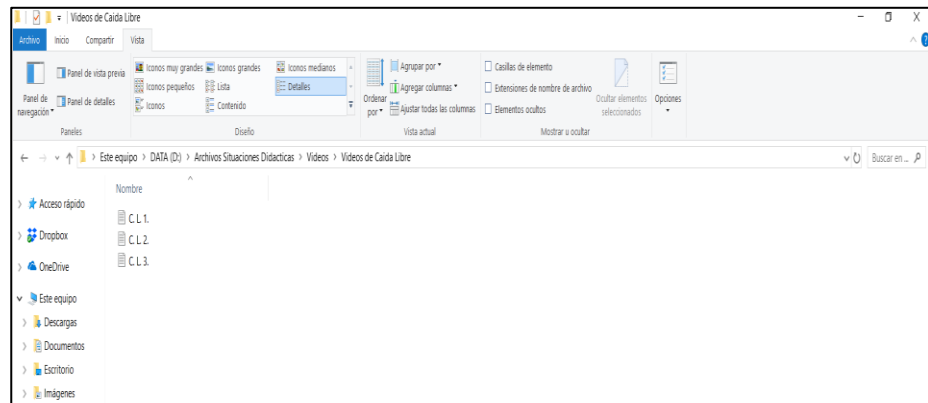 Videos de Caida Libre
Archivo Inicio Compartir Vista
Panel de navegación
Panel de vista previa
Panel de detalles
Paneles
Iconos muy grandes Iconos grandes Iconos medianos
Iconos pequeños Lista Detalles
Iconos Contenido
Diseño
Ordenar por
Agrupar por
Agregar columnas
Ajustar todas las columnas
Vista actual
Casillas de elemento
Extensiones de nombre de archivo
Elementos ocultos
Ocultar elementos seleccionados
Opciones
Mostrar u ocultar
> Este equipo > DATA (D:) > Archivos Situaciones Didacticas > Videos > Videos de Caida Libre
Buscar en ...
Nombre
Acceso rápido
Dropbox
OneDrive
Este equipo
Descargas
Documentos
Escritorio
Imágenes
C.L 1.
C.L 2.
C.L 3.